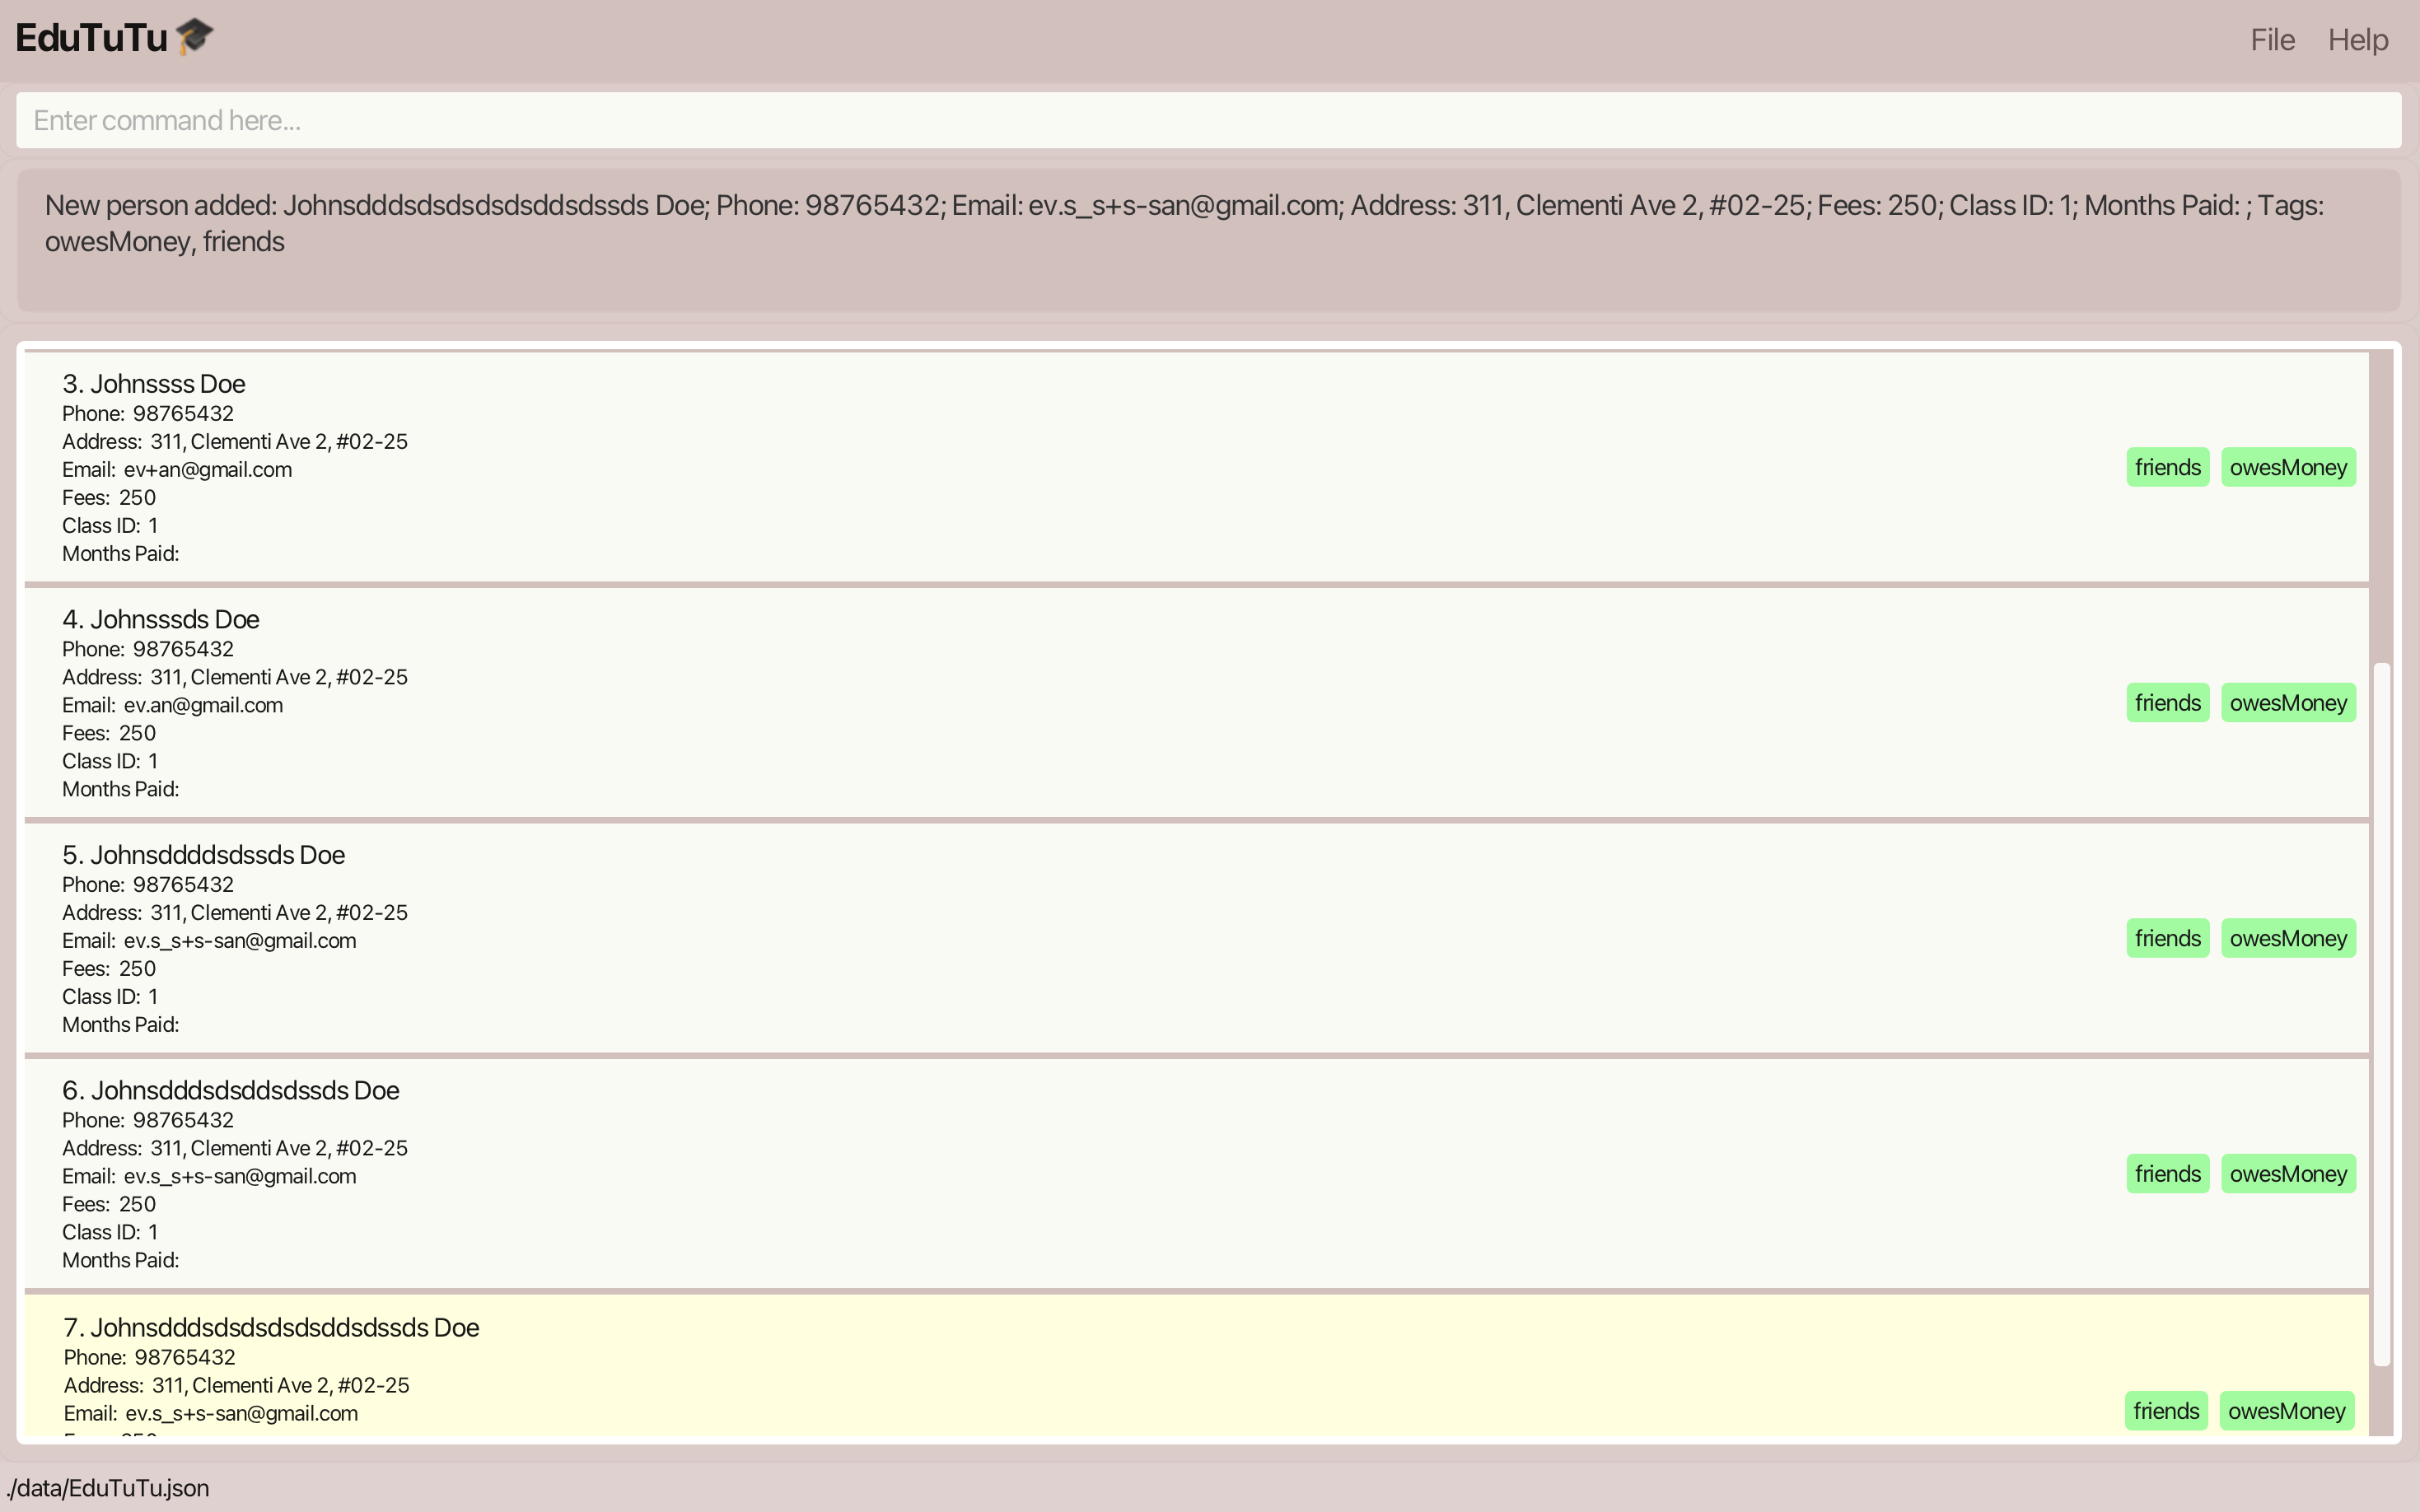 EduTuTu
File Help
Enter command here...
New person added: Johnsdddsdsdsdsdsddsdssds Doe; Phone: 98765432; Email: ev.s_s+s-san@gmail.com; Address: 311, Clementi Ave 2, #02-25; Fees: 250; Class ID: 1; Months Paid: ; Tags:
owesMoney, friends
3. Johnssss Doe
Phone: 98765432
Address: 311, Clementi Ave 2, #02-25
Email: ev+an@gmail.com
Fees: 250
Class ID: 1
Months Paid:
friends owesMoney
4. Johnsssds Doe
Phone: 98765432
Address: 311, Clementi Ave 2, #02-25
Email: ev.an@gmail.com
Fees: 250
Class ID: 1
Months Paid:
friends owesMoney
5. Johnsddddsdssds Doe
Phone: 98765432
Address: 311, Clementi Ave 2, #02-25
Email: ev.s_s+s-san@gmail.com
Fees: 250
Class ID: 1
Months Paid:
friends owesMoney
6. Johnsdddsdsddsdssds Doe
Phone: 98765432
Address: 311, Clementi Ave 2, #02-25
Email: ev.s_s+s-san@gmail.com
Fees: 250
Class ID: 1
Months Paid:
friends owesMoney
7. Johnsdddsdsdsdsdsddsdssds Doe
Phone: 98765432
Address: 311, Clementi Ave 2, #02-25
Email: ev.s_s+s-san@gmail.com
friends owesMoney
./data/EduTuTu.json